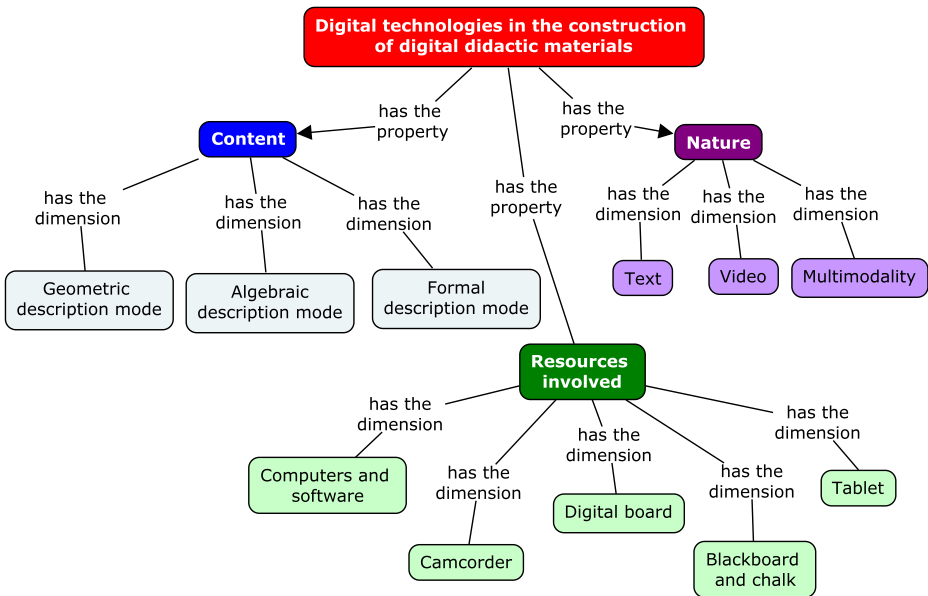 Digital technologies in the construction
of digital didactic materials
has the
property
has the
property
has the
property
Content
Nature
has the
dimension
has the
dimension
has the
dimension
has the
dimension
has the
dimension
has the
dimension
Geometric
description mode
Algebraic
description mode
Formal
description mode
Text
Video
Multimodality
Resources
involved
has the
dimension
has the
dimension
has the
dimension
has the
dimension
has the
dimension
Computers and
software
Camcorder
Digital board
Blackboard
and chalk
Tablet